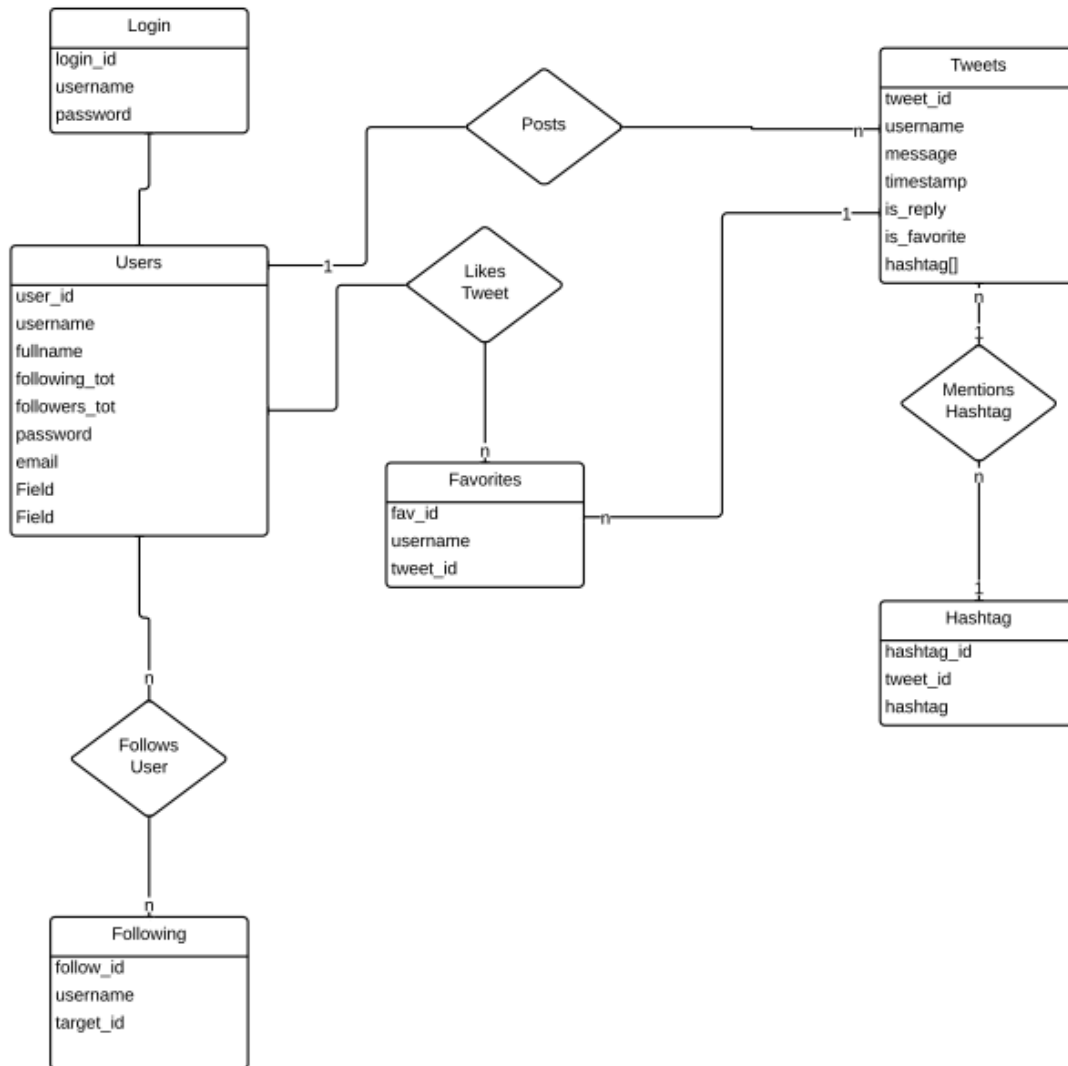 Login
login_id
username
password
Posts
n
Tweets
tweet_id
username
message
timestamp
is_reply
is_favorite
hashtag[]
1
1
Users
user_id
username
fullname
following_tot
followers_tot
password
email
Field
Field
Likes
Tweet
n
Favorites
fav_id
username
tweet_id
n
n
1
Mentions
Hashtag
n
1
Hashtag
hashtag_id
tweet_id
hashtag
n
Follows
User
n
Following
follow_id
username
target_id